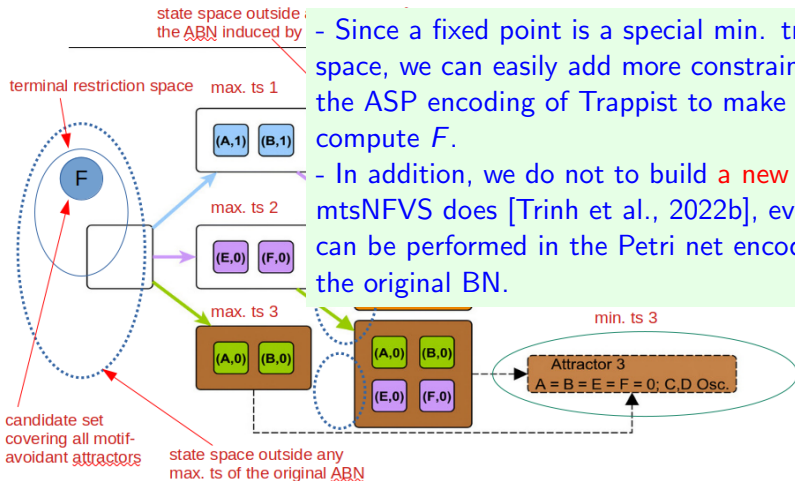 state space outside
the ABN induced by
- Since a fixed point is a special min.
space, we can easily add more
the ASP encoding of Trappist to make
compute F.
- In addition, we do not to build a new
mtsNFVS does [Trinh et al., 2022b],
can be performed in the Petri net
the original BN.
terminal restriction space
max. ts 1
(A,1) (B,1)
F
max. ts 2
(E,0) (F,0)
max. ts 3
(A,0) (B,0)
(A,0) (B,0)
(E,0) (F,0)
min. ts 3
Attractor 3
A = B = E = F = 0; C,D Osc.
candidate set
covering all motif-
avoidant attractors
state space outside any
max. ts of the original ABN